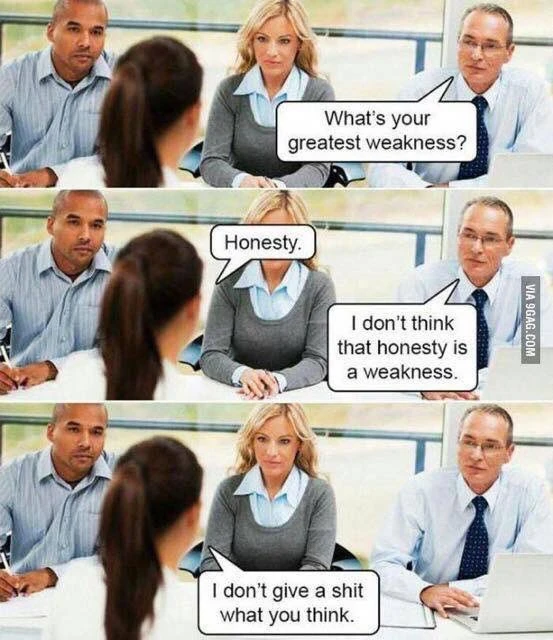 What's your
greatest weakness?
Honesty.
I don't think
that honesty is
a weakness.
VIA 9GAG.COM
I don't give a shit
what you think.